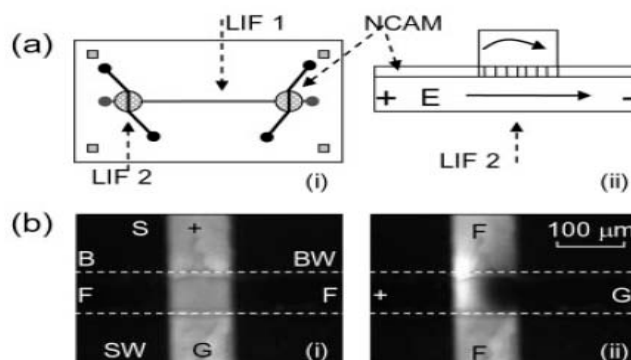 (a)
LIF 1
NCAM
LIF 2
(i)
+ E -
LIF 2
(ii)
(b)
S +
B BW
F F
SW G (i)
F
100 μm
+ G
F (ii)